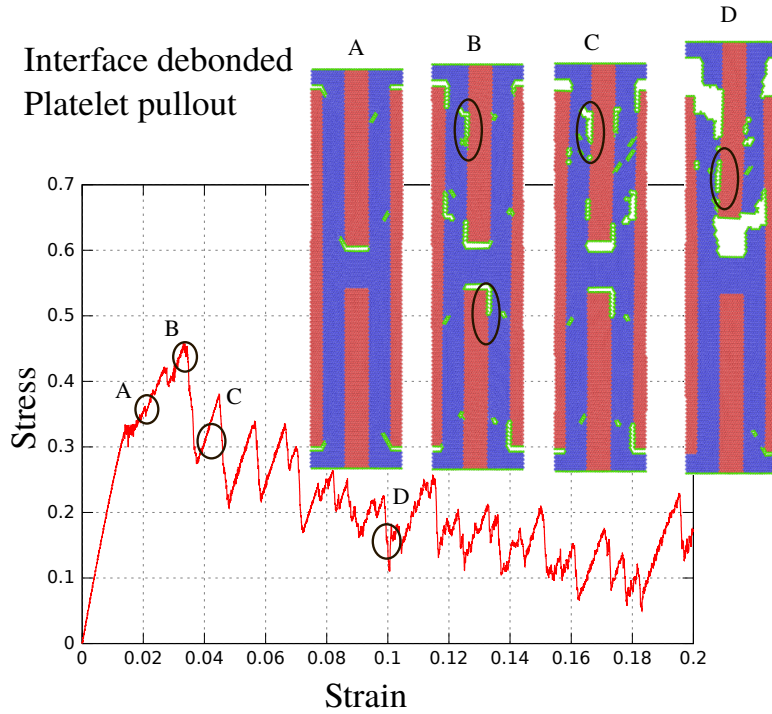 Interface debonded
Platelet pullout
A
B
C
D
0.7
0.6
0.5
0.4
0.3
0.2
0.1
0
Stress
A
B
C
D
0 0.02 0.04 0.06 0.08 0.1 0.12 0.14 0.16 0.18 0.2
Strain